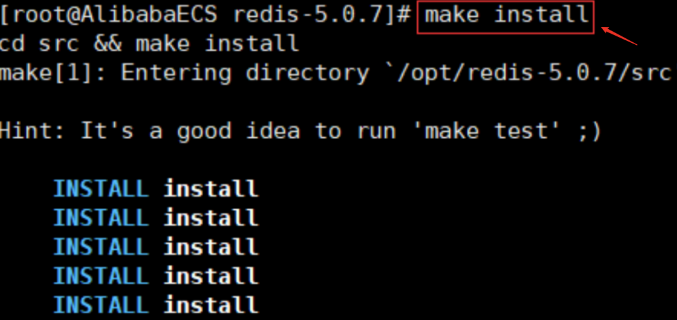 [root@AlibabaECS redis-5.0.7]# make install
cd src && make install
make[1]: Entering directory `/opt/redis-5.0.7/src
Hint: It's a good idea to run 'make test' ;)
INSTALL install
INSTALL install
INSTALL install
INSTALL install
INSTALL install